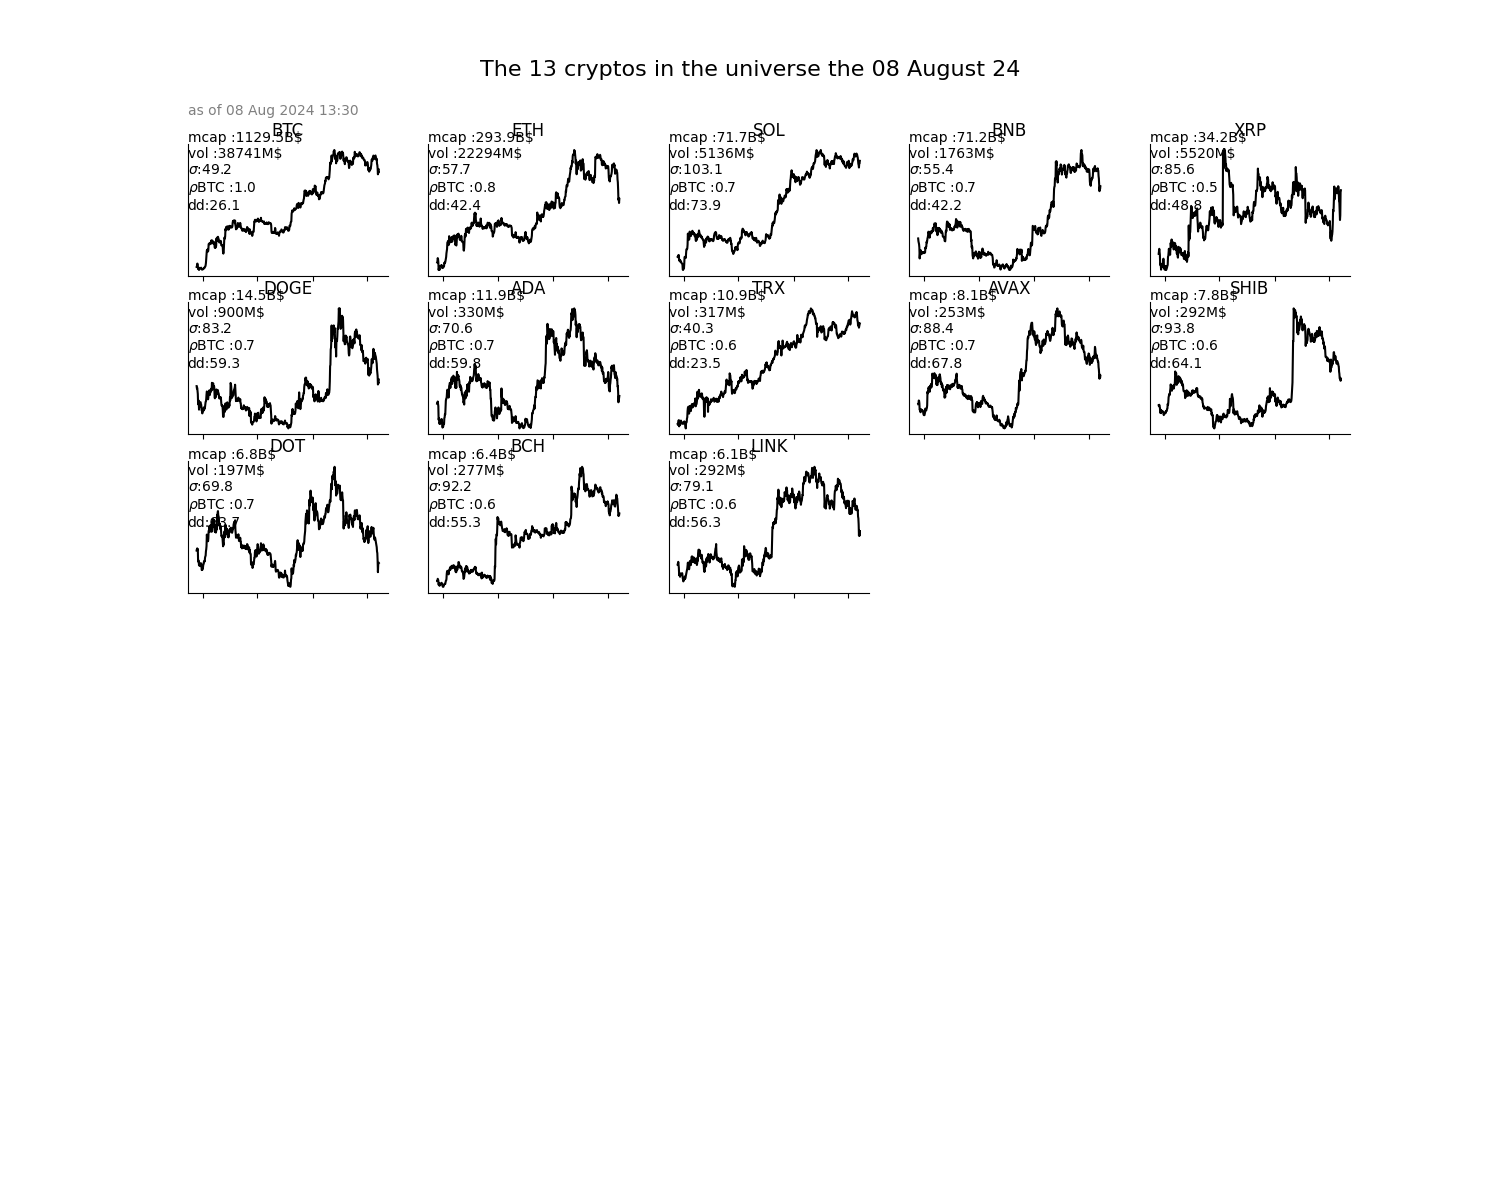 The 13 cryptos in the universe the 08 August 24
as of 08 Aug 2024 13:30
BTC
mcap :1129.5B$
vol :38741M$
σ:49.2
ρBTC :1.0
dd:26.1
ETH
mcap :293.9B$
vol :22294M$
σ:57.7
ρBTC :0.8
dd:42.4
SOL
mcap :71.7B$
vol :5136M$
σ:103.1
ρBTC :0.7
dd:73.9
BNB
mcap :71.2B$
vol :1763M$
σ:55.4
ρBTC :0.7
dd:42.2
XRP
mcap :34.2B$
vol :5520M$
σ:85.6
ρBTC :0.5
dd:48.8
DOGE
mcap :14.5B$
vol :900M$
σ:83.2
ρBTC :0.7
dd:59.3
ADA
mcap :11.9B$
vol :330M$
σ:70.6
ρBTC :0.7
dd:59.8
TRX
mcap :10.9B$
vol :317M$
σ:40.3
ρBTC :0.6
dd:23.5
AVAX
mcap :8.1B$
vol :253M$
σ:88.4
ρBTC :0.7
dd:67.8
SHIB
mcap :7.8B$
vol :292M$
σ:93.8
ρBTC :0.6
dd:64.1
DOT
mcap :6.8B$
vol :197M$
σ:69.8
ρBTC :0.7
BCH
mcap :6.4B$
vol :277M$
σ:92.2
ρBTC :0.6
dd:55.3
LINK
mcap :6.1B$
vol :292M$
σ:79.1
ρBTC :0.6
dd:56.3